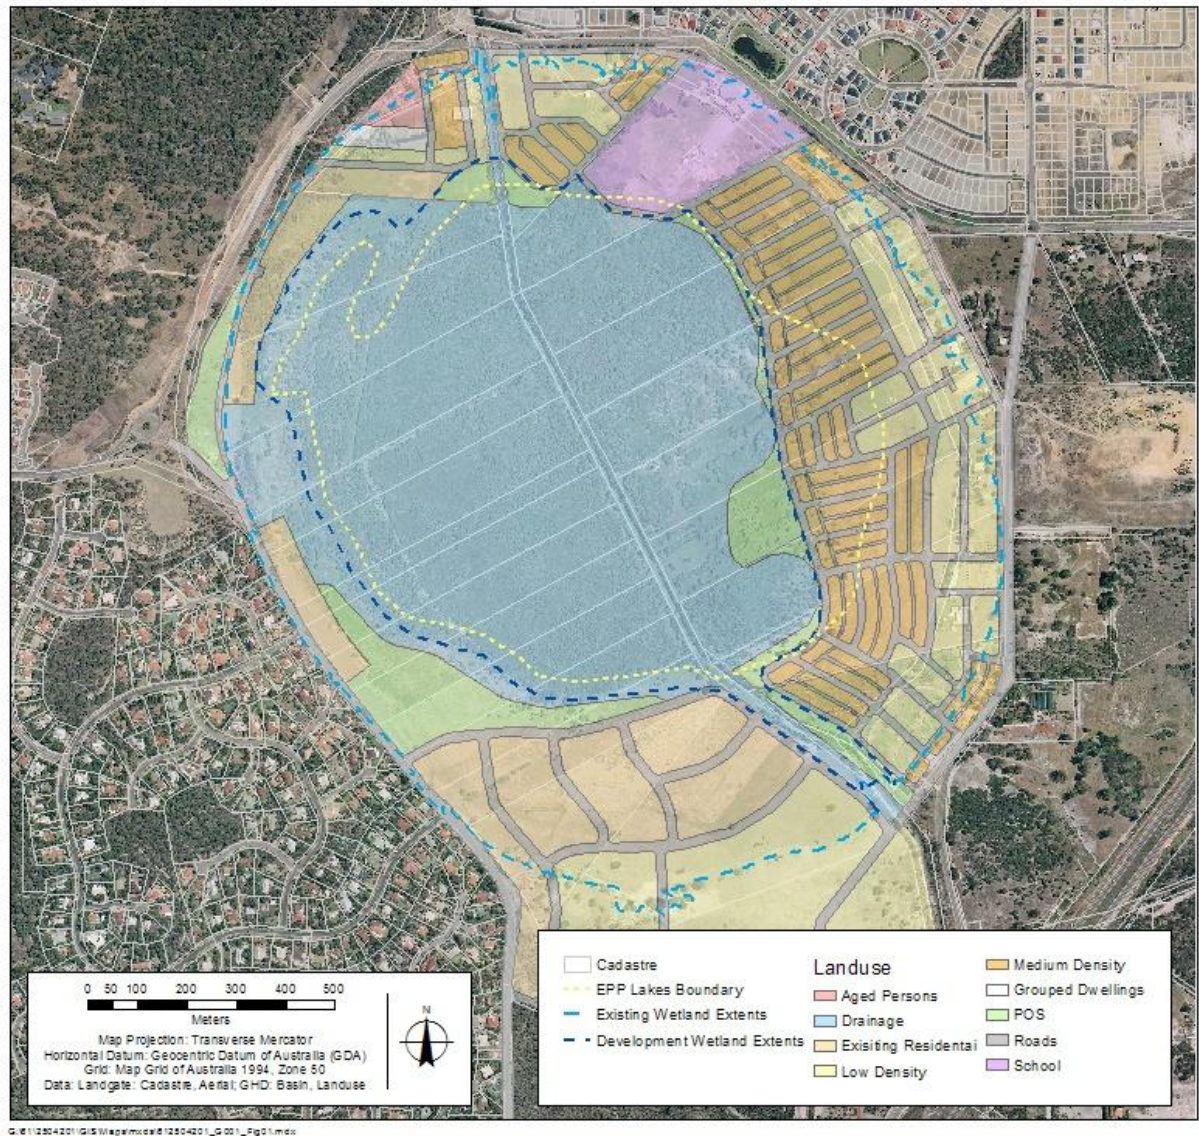 0 50 100 200 300 400 500
Meters
Map Projection: Transverse Mercator
Horizontal Datum: Geocentric Datum of Australia (GDA)
Grid: Map Grid of Australia 1994, Zone 50
Data: Landgate: Cadastre, Aerial; GHD: Basin, Landuse
N
Cadastre
EPP Lakes Boundary
Existing Wetland Extents
Development Wetland Extents
Landuse
Aged Persons
Drainage
Exisiting Residentai
Low Density
Medium Density
Grouped Dwellings
POS
Roads
School